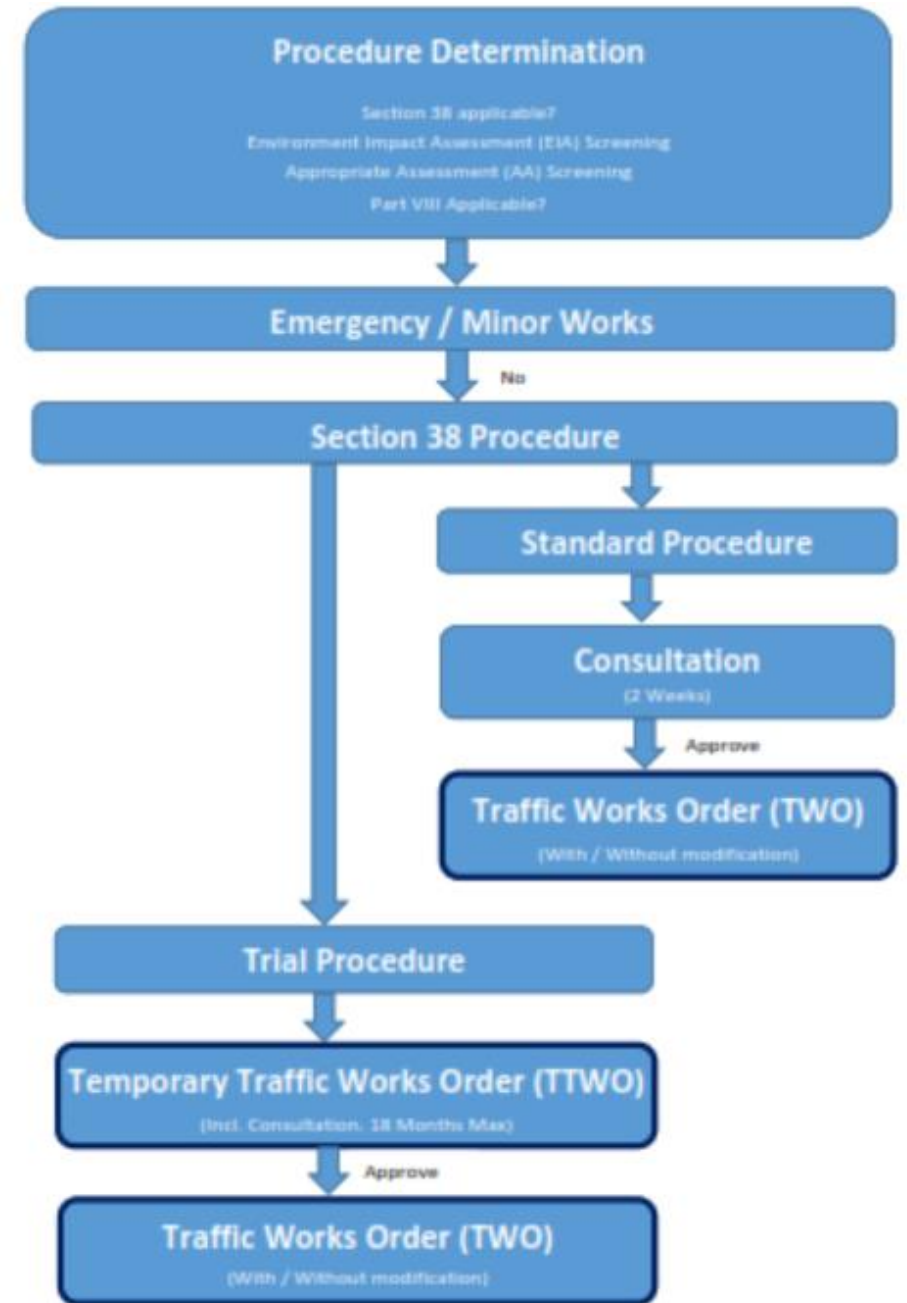 Procedure Determination
Section 38 applicable?
Environment Impact Assessment (EIA) Screening
Appropriate Assessment (AA) Screening
Part VIII Applicable?
Emergency / Minor Works
No
Section 38 Procedure
Standard Procedure
Consultation
(2 Weeks)
Approve
Traffic Works Order (TWO)
(With / Without modification)
Trial Procedure
Temporary Traffic Works Order (TTWO)
(Incl. Consultation. 18 Months Max)
Approve
Traffic Works Order (TWO)
(With / Without modification)